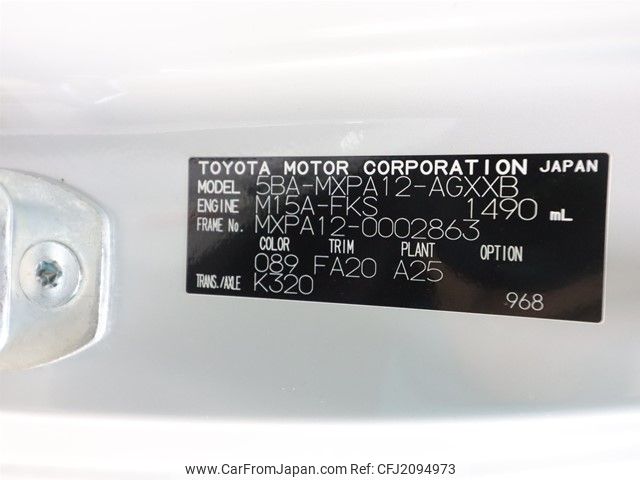 TOYOTA MOTOR CORPORATION JAPAN
MODEL 5BA-MXPA12-AGXXB
ENGINE M15A-FKS 1490 mL
FRAME No. MXPA12-0002863
COLOR TRIM PLANT OPTION
089 FA20 A25
TRANS./AXLE K320
968
www.CarFromJapan.com Car No: CFJ2094973